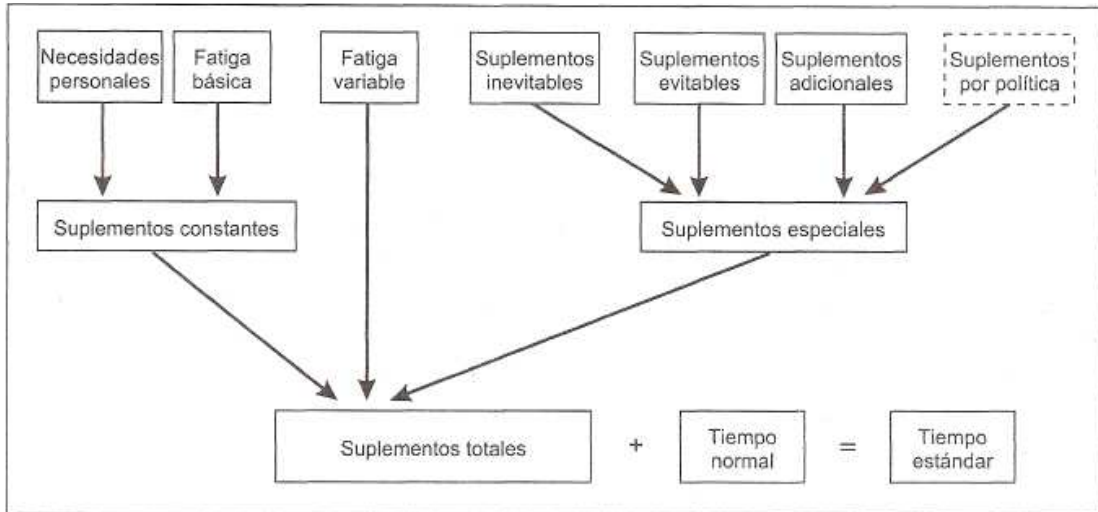 Necesidades
personales
Fatiga
básica
Fatiga
variable
Suplementos
inevitables
Suplementos
evitables
Suplementos
adicionales
Suplementos
por política
Suplementos constantes
Suplementos especiales
Suplementos totales
+
Tiempo
normal
=
Tiempo
estándar